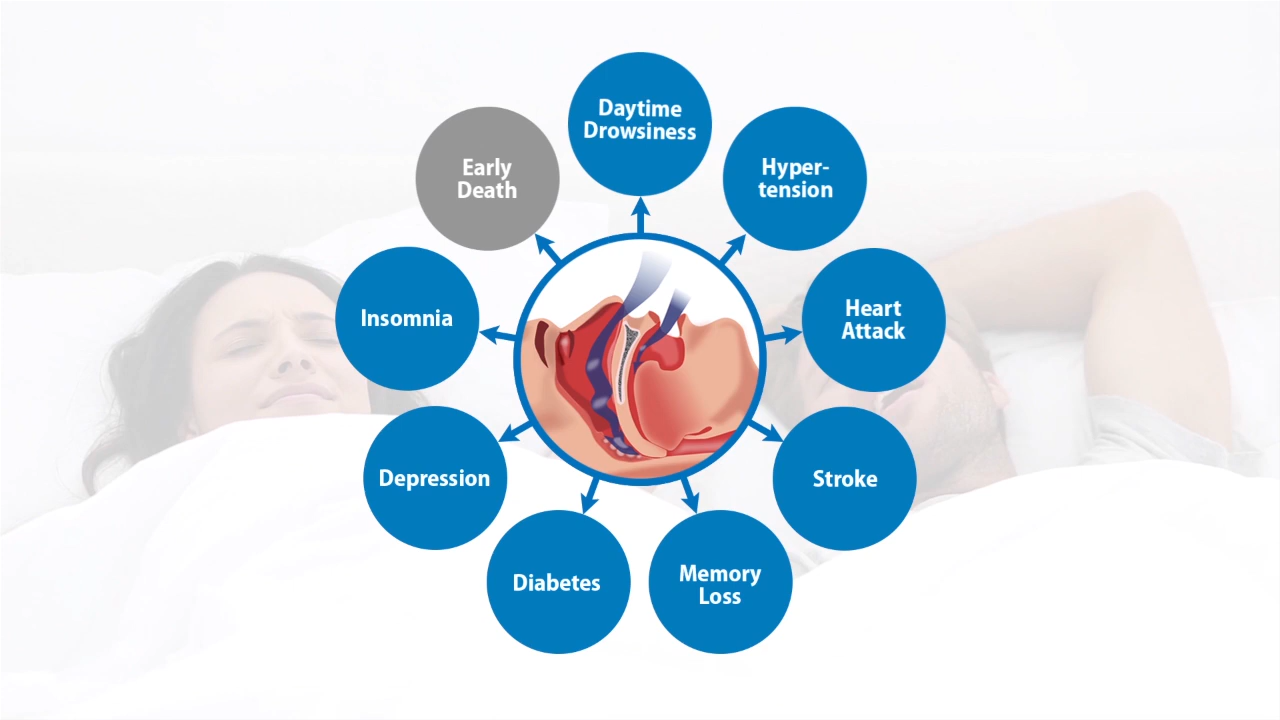 Daytime
Drowsiness
Hyper-
tension
Heart
Attack
Stroke
Memory
Loss
Diabetes
Depression
Insomnia
Early
Death